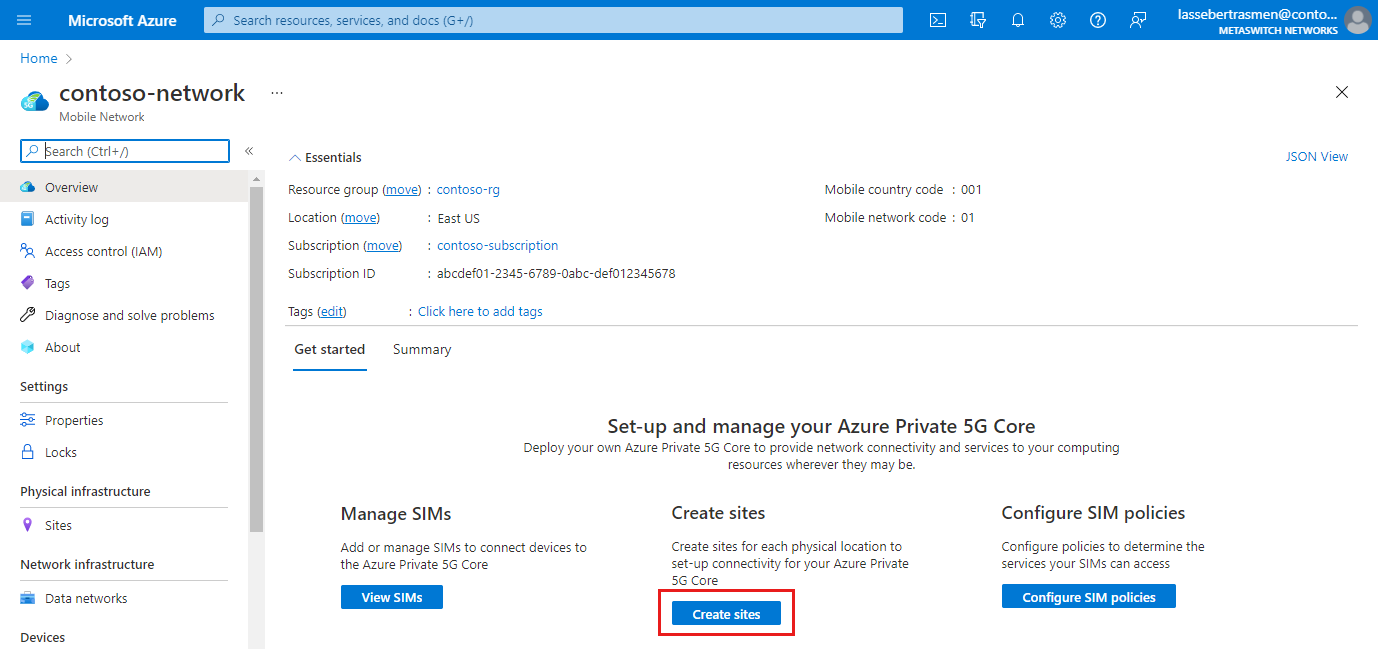 Microsoft Azure
Search resources, services, and docs (G+/)
lassebertrasmen@conto...
METASWITCH NETWORKS
Home
5G
contoso-network
...
Mobile Network
Search (Ctrl+/)
«
Overview
Activity log
Access control (IAM)
Tags
Diagnose and solve problems
About
Settings
Properties
Locks
Physical infrastructure
Sites
Network infrastructure
Data networks
Devices
Essentials
JSON View
Resource group (move) : contoso-rg
Location (move) : East US
Subscription (move) : contoso-subscription
Subscription ID : abcdef01-2345-6789-0abc-def012345678
Mobile country code : 001
Mobile network code : 01
Tags (edit) : Click here to add tags
Get started Summary
Set-up and manage your Azure Private 5G Core
Deploy your own Azure Private 5G Core to provide network connectivity and services to your computing
resources wherever they may be.
Manage SIMs
Add or manage SIMs to connect devices to
the Azure Private 5G Core
View SIMs
Create sites
Create sites for each physical location to
set-up connectivity for your Azure Private
5G Core
Create sites
Configure SIM policies
Configure policies to determine the
services your SIMs can access
Configure SIM policies